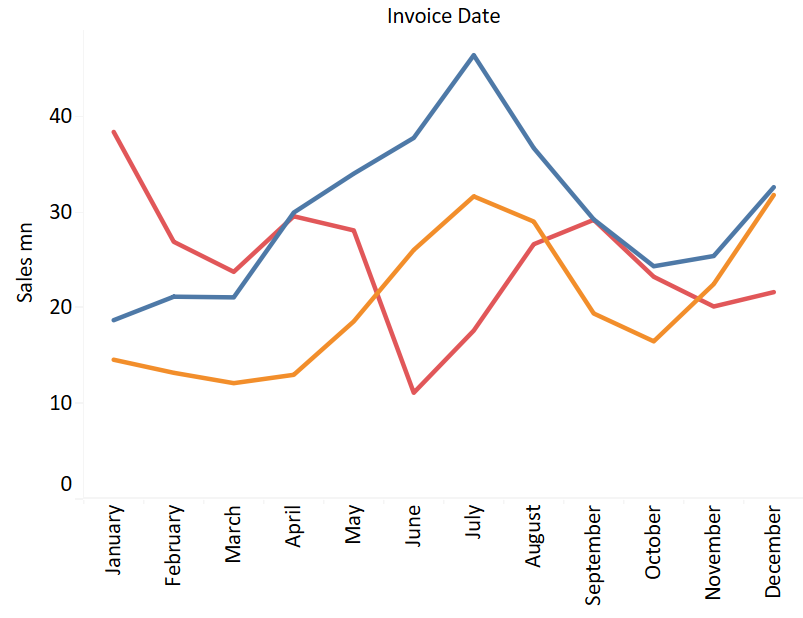 Invoice Date
Sales mn
40
30
20
10
0
January
February
March
April
May
June
July
August
September
October
November
December